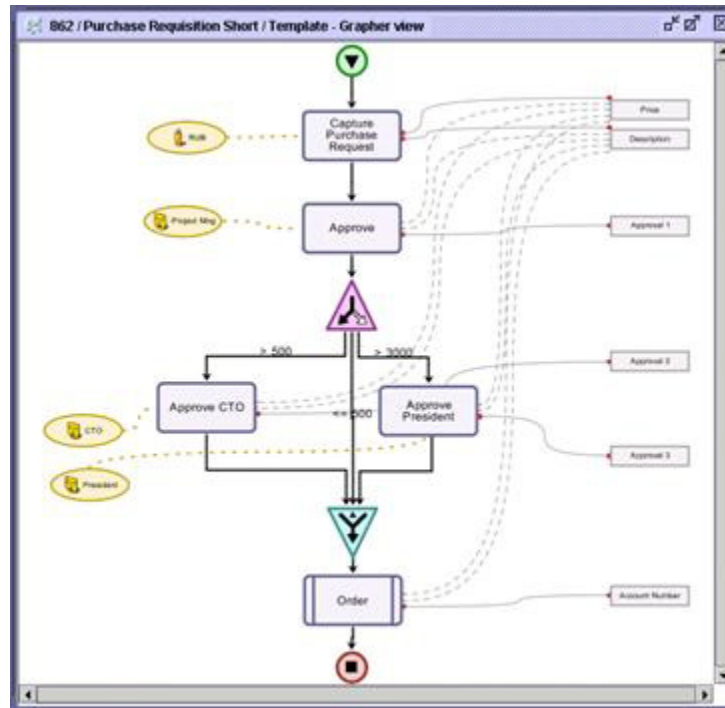 862 / Purchase Requisition Short / Template - Grapher view
Capture
Purchase
Request
Price
Description
Project Mng
Approve
Approval 1
> 500
> 3000
Approval 2
Approve CTO
<= 500
Approve
President
CTO
Approval 3
President
Order
Account Number